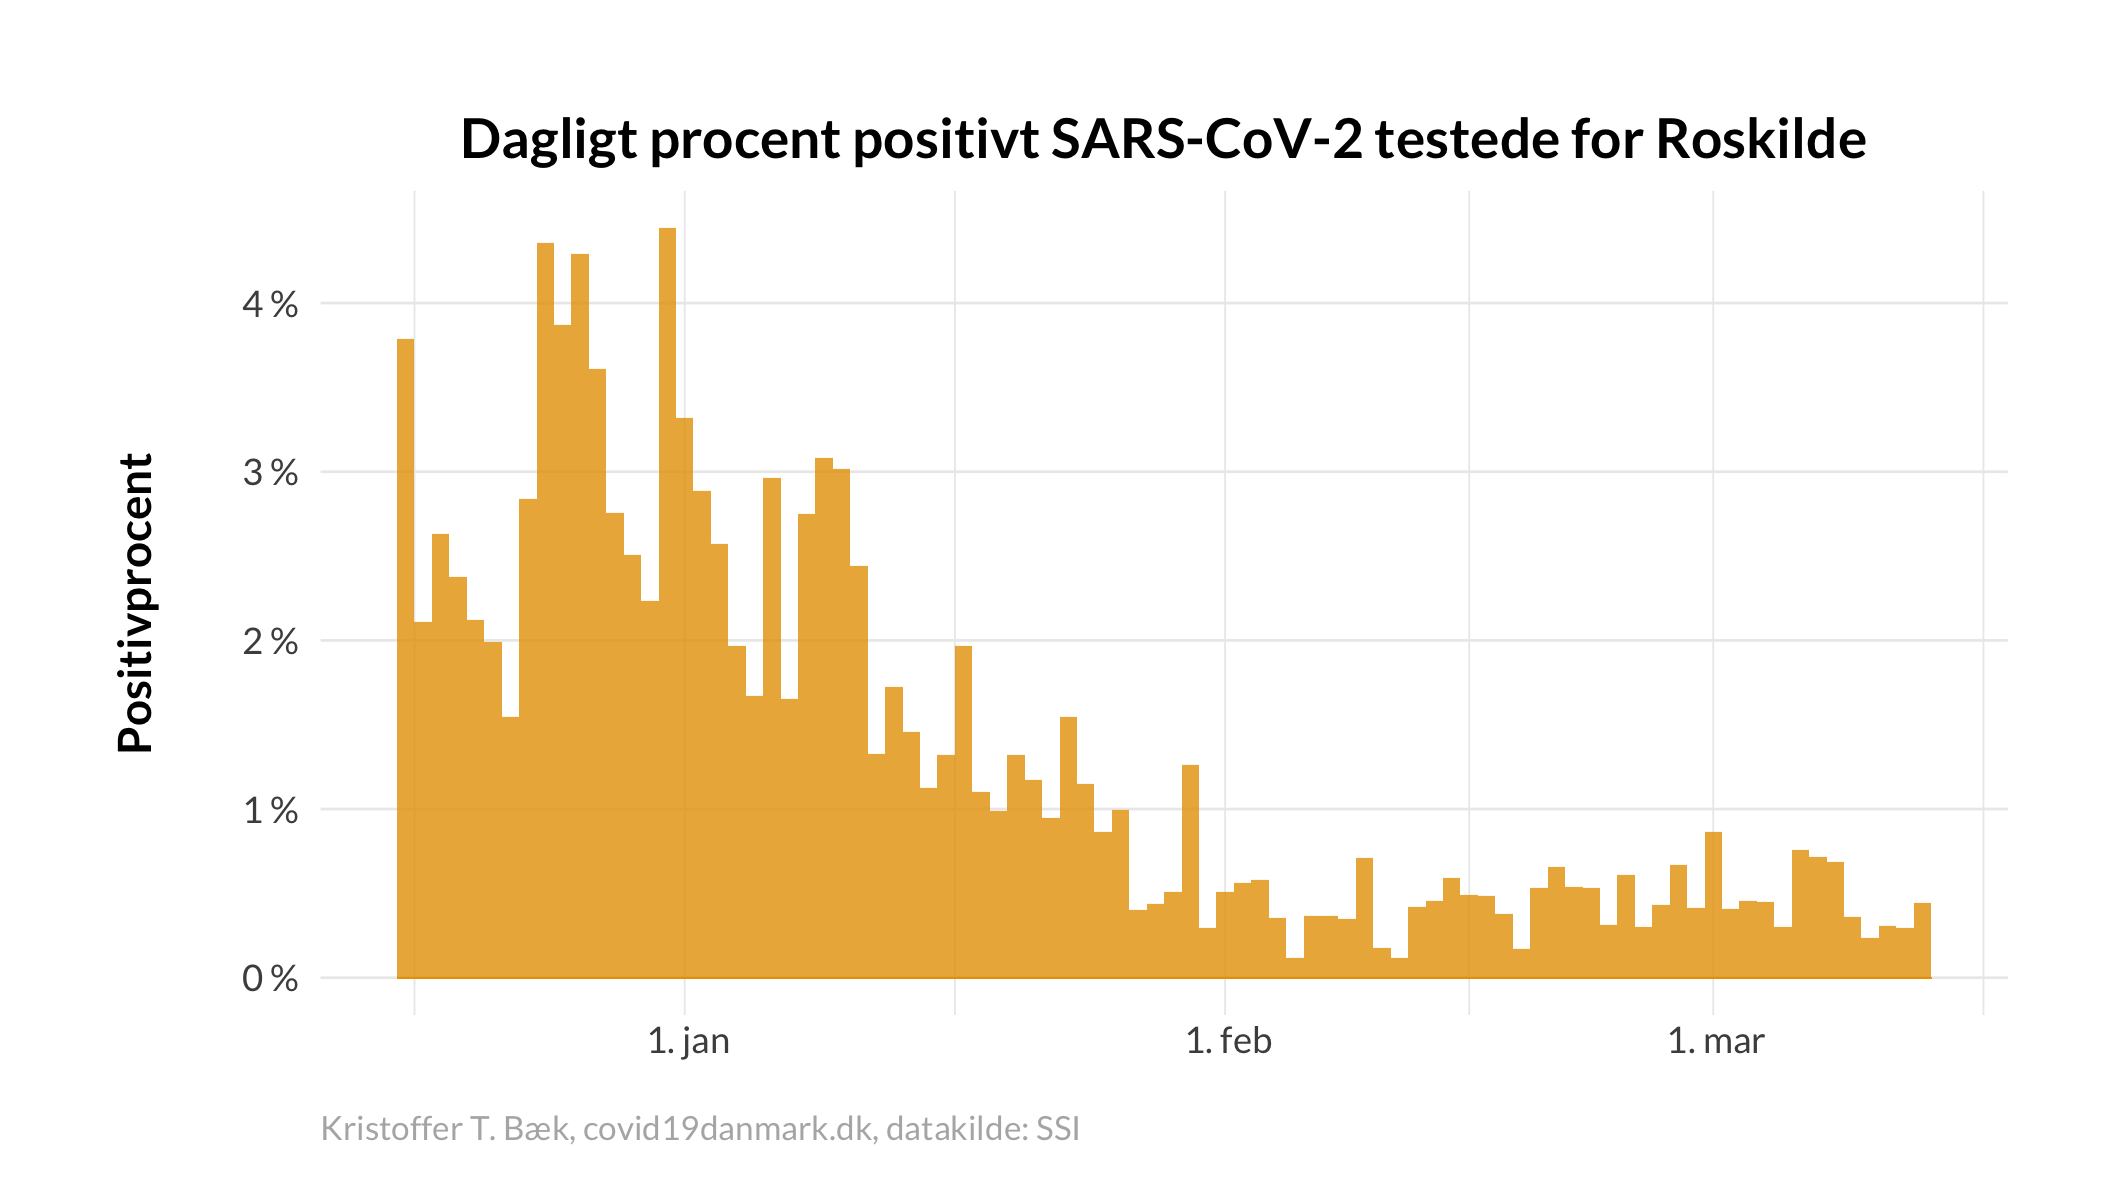 Dagligt procent positivt SARS-CoV-2 testede for Roskilde
Positivprocent
4 %
3 %
2 %
1 %
0 %
1. jan
1. feb
1. mar
Kristoffer T. Bæk, covid19danmark.dk, datakilde: SSI